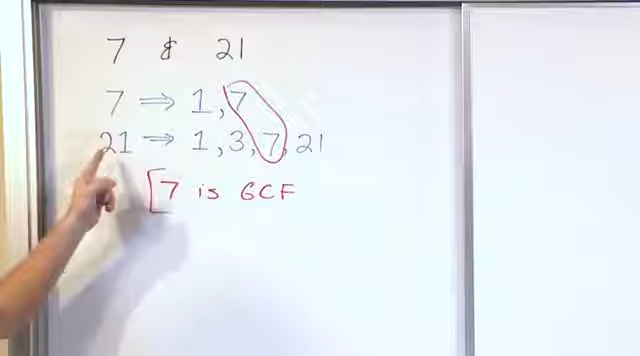 7 & 21
7 ⇒ 1, 7
21 ⇒ 1, 3, 7, 21
[7 is GCF